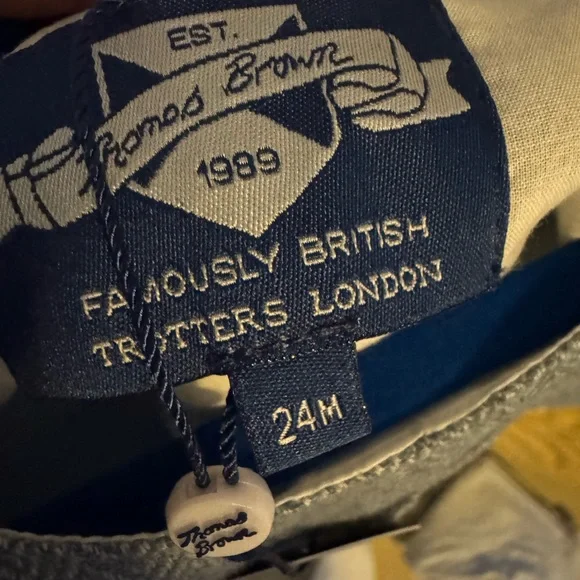 EST.
Thomas Brown
1989
FAMOUSLY BRITISH
TROTTERS LONDON
24M
Thomas
Brown